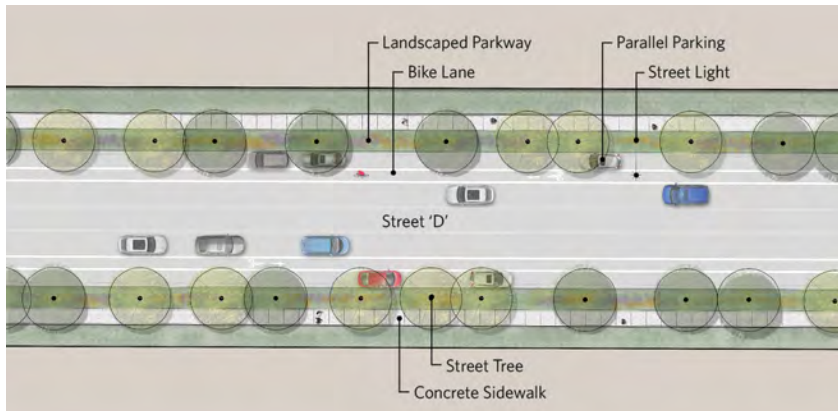 Landscaped Parkway
Parallel Parking
Bike Lane
Street Light
Street ‘D’
Street Tree
Concrete Sidewalk